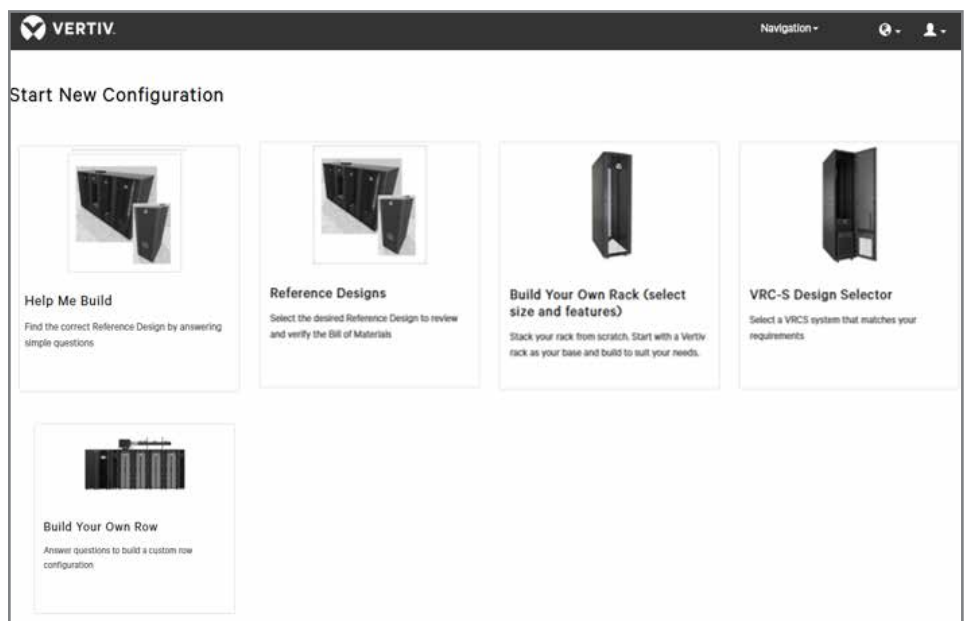 VERTIV.
Navigation
Start New Configuration
Help Me Build
Find the correct Reference Design by answering
simple questions
Reference Designs
Select the desired Reference Design to review
and verify the Bill of Materials
Build Your Own Rack (select
size and features)
Stack your rack from scratch. Start with a Vertiv
rack as your base and build to suit your needs.
VRC-S Design Selector
Select a VRCS system that matches your
requirements
Build Your Own Row
Answer questions to build a custom row
configuration